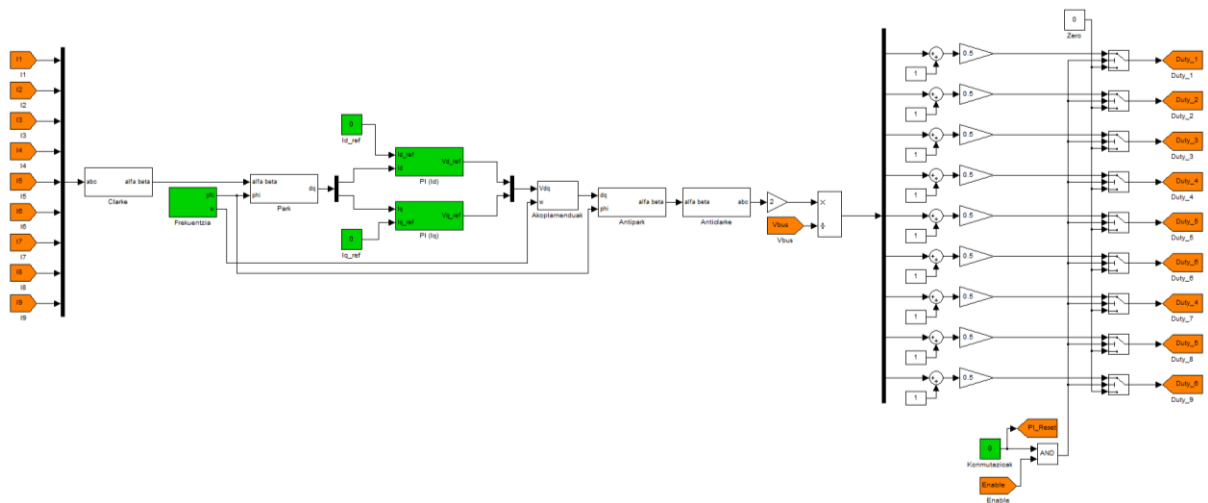 I1
I1
I2
I2
I3
I3
I4
I4
I5
I5
I6
I6
I7
I7
I8
I8
I9
I9
abc alfa beta
Clarke
phi
w
Frekuentzia
alfa beta
phi
dq
Park
0
Id_ref
Id_ref
Id
Vd_ref
PI (Id)
Iq
Iq_ref
Vq_ref
PI (Iq)
0
Iq_ref
Vdq
w
Akoplamenduak
dq
phi
alfa beta
Antipark
alfa beta abc
Anticlarke
2
Vbus
Vbus
×
÷
1
0.5
1
0.5
1
0.5
1
0.5
1
0.5
1
0.5
1
0.5
1
0.5
1
0.5
0
Zero
Duty_1
Duty_1
Duty_2
Duty_2
Duty_3
Duty_3
Duty_4
Duty_4
Duty_5
Duty_5
Duty_6
Duty_6
Duty_4
Duty_7
Duty_5
Duty_8
Duty_6
Duty_9
PI_Reset
0
Konmutazioak
AND
Enable
Enable